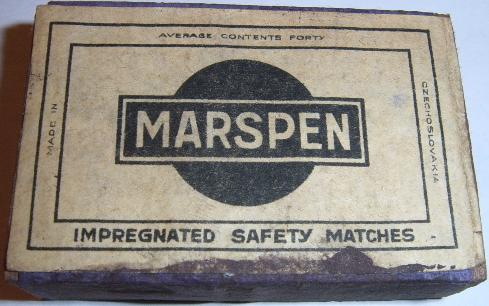 AVERAGE CONTENTS FORTY
MADE IN
MARSPEN
CZECHOSLOVAKIA
IMPREGNATED SAFETY MATCHES